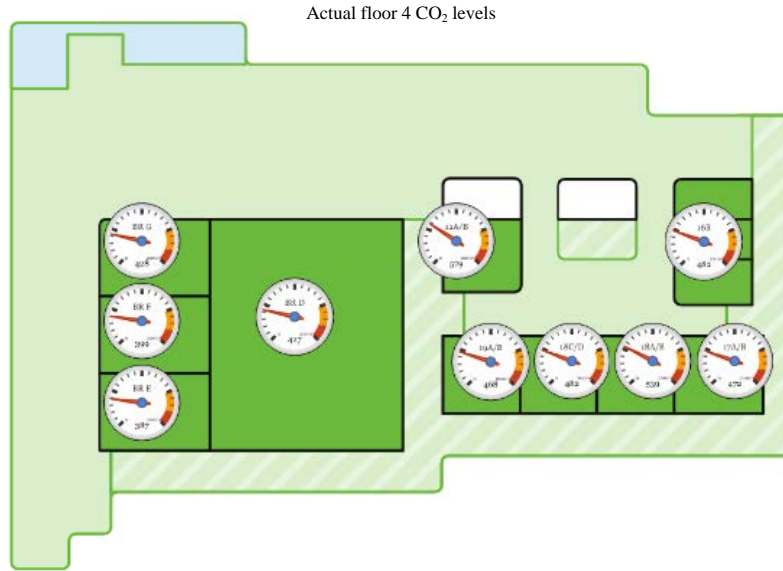 Actual floor 4 CO₂ levels
BR G
428
12A/B
579
16B
482
BR F
399
BR D
427
BR E
387
19A/B
468
18C/D
482
18A/B
539
17A/B
472